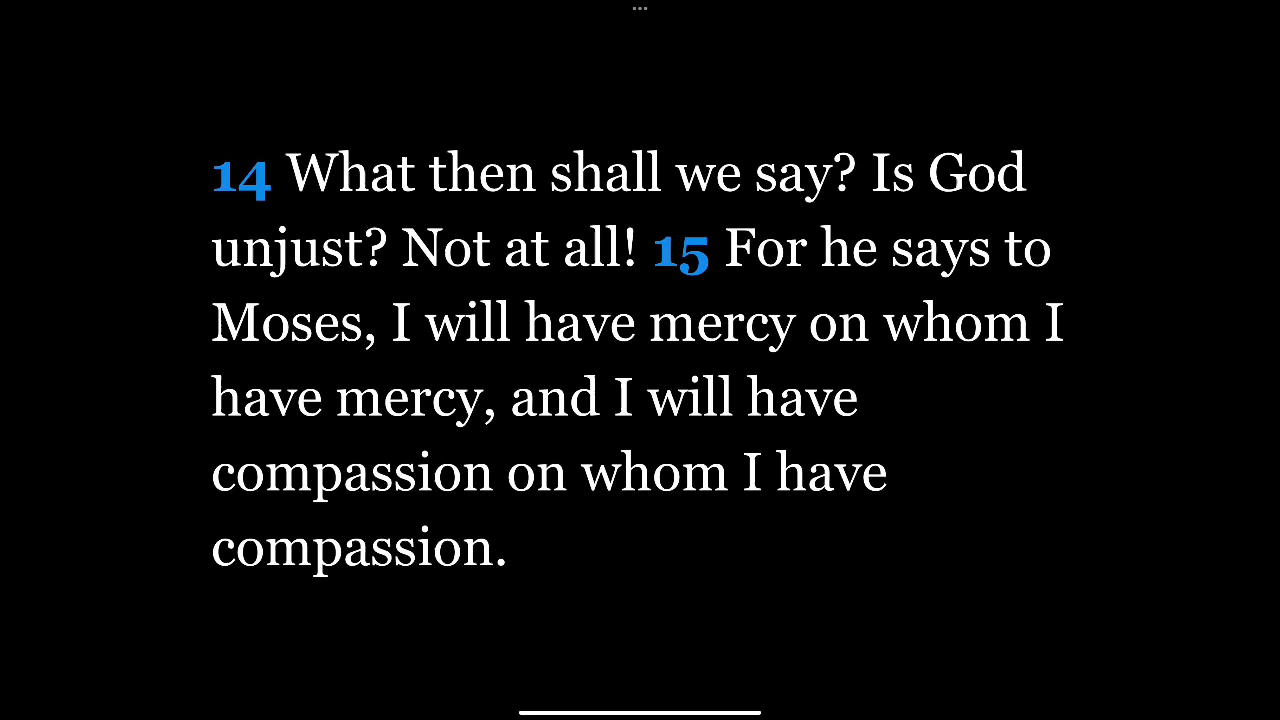 14 What then shall we say? Is God
unjust? Not at all! 15 For he says to
Moses, I will have mercy on whom I
have mercy, and I will have
compassion on whom I have
compassion.